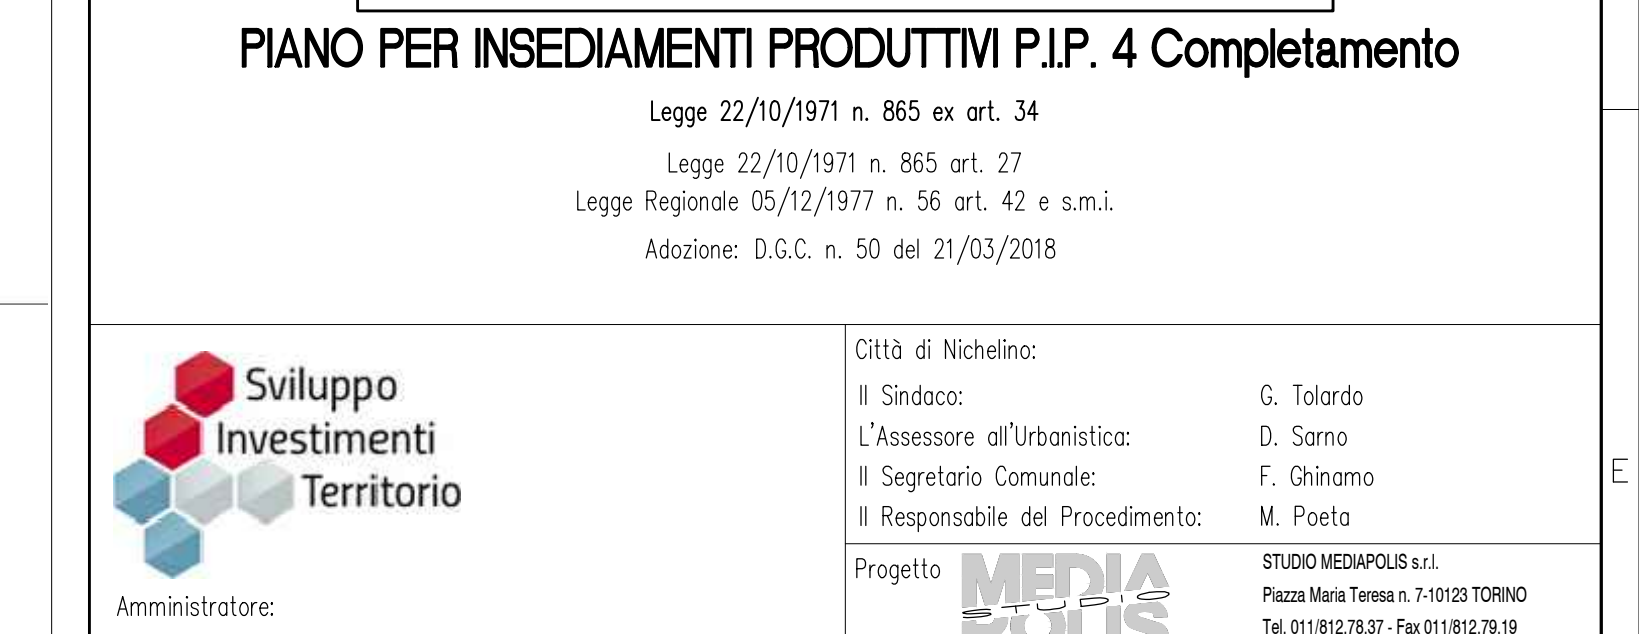 PIANO PER INSEDIAMENTI PRODUTTIVI P.I.P. 4 Completamento
Legge 22/10/1971 n. 865 ex art. 34
Legge 22/10/1971 n. 865 art. 27
Legge Regionale 05/12/1977 n. 56 art. 42 e s.m.i.
Adozione: D.G.C. n. 50 del 21/03/2018
Sviluppo
Investimenti
Territorio
Amministratore:
Città di Nichelino:
Il Sindaco: G. Tolardo
L'Assessore all'Urbanistica: D. Sarno
Il Segretario Comunale: F. Ghinamo
Il Responsabile del Procedimento: M. Poeta
E
Progetto
MEDIA
STUDIO
POLIS
STUDIO MEDIAPOLIS s.r.l.
Piazza Maria Teresa n. 7-10123 TORINO
Tel. 011/812.78.37 - Fax 011/812.79.19